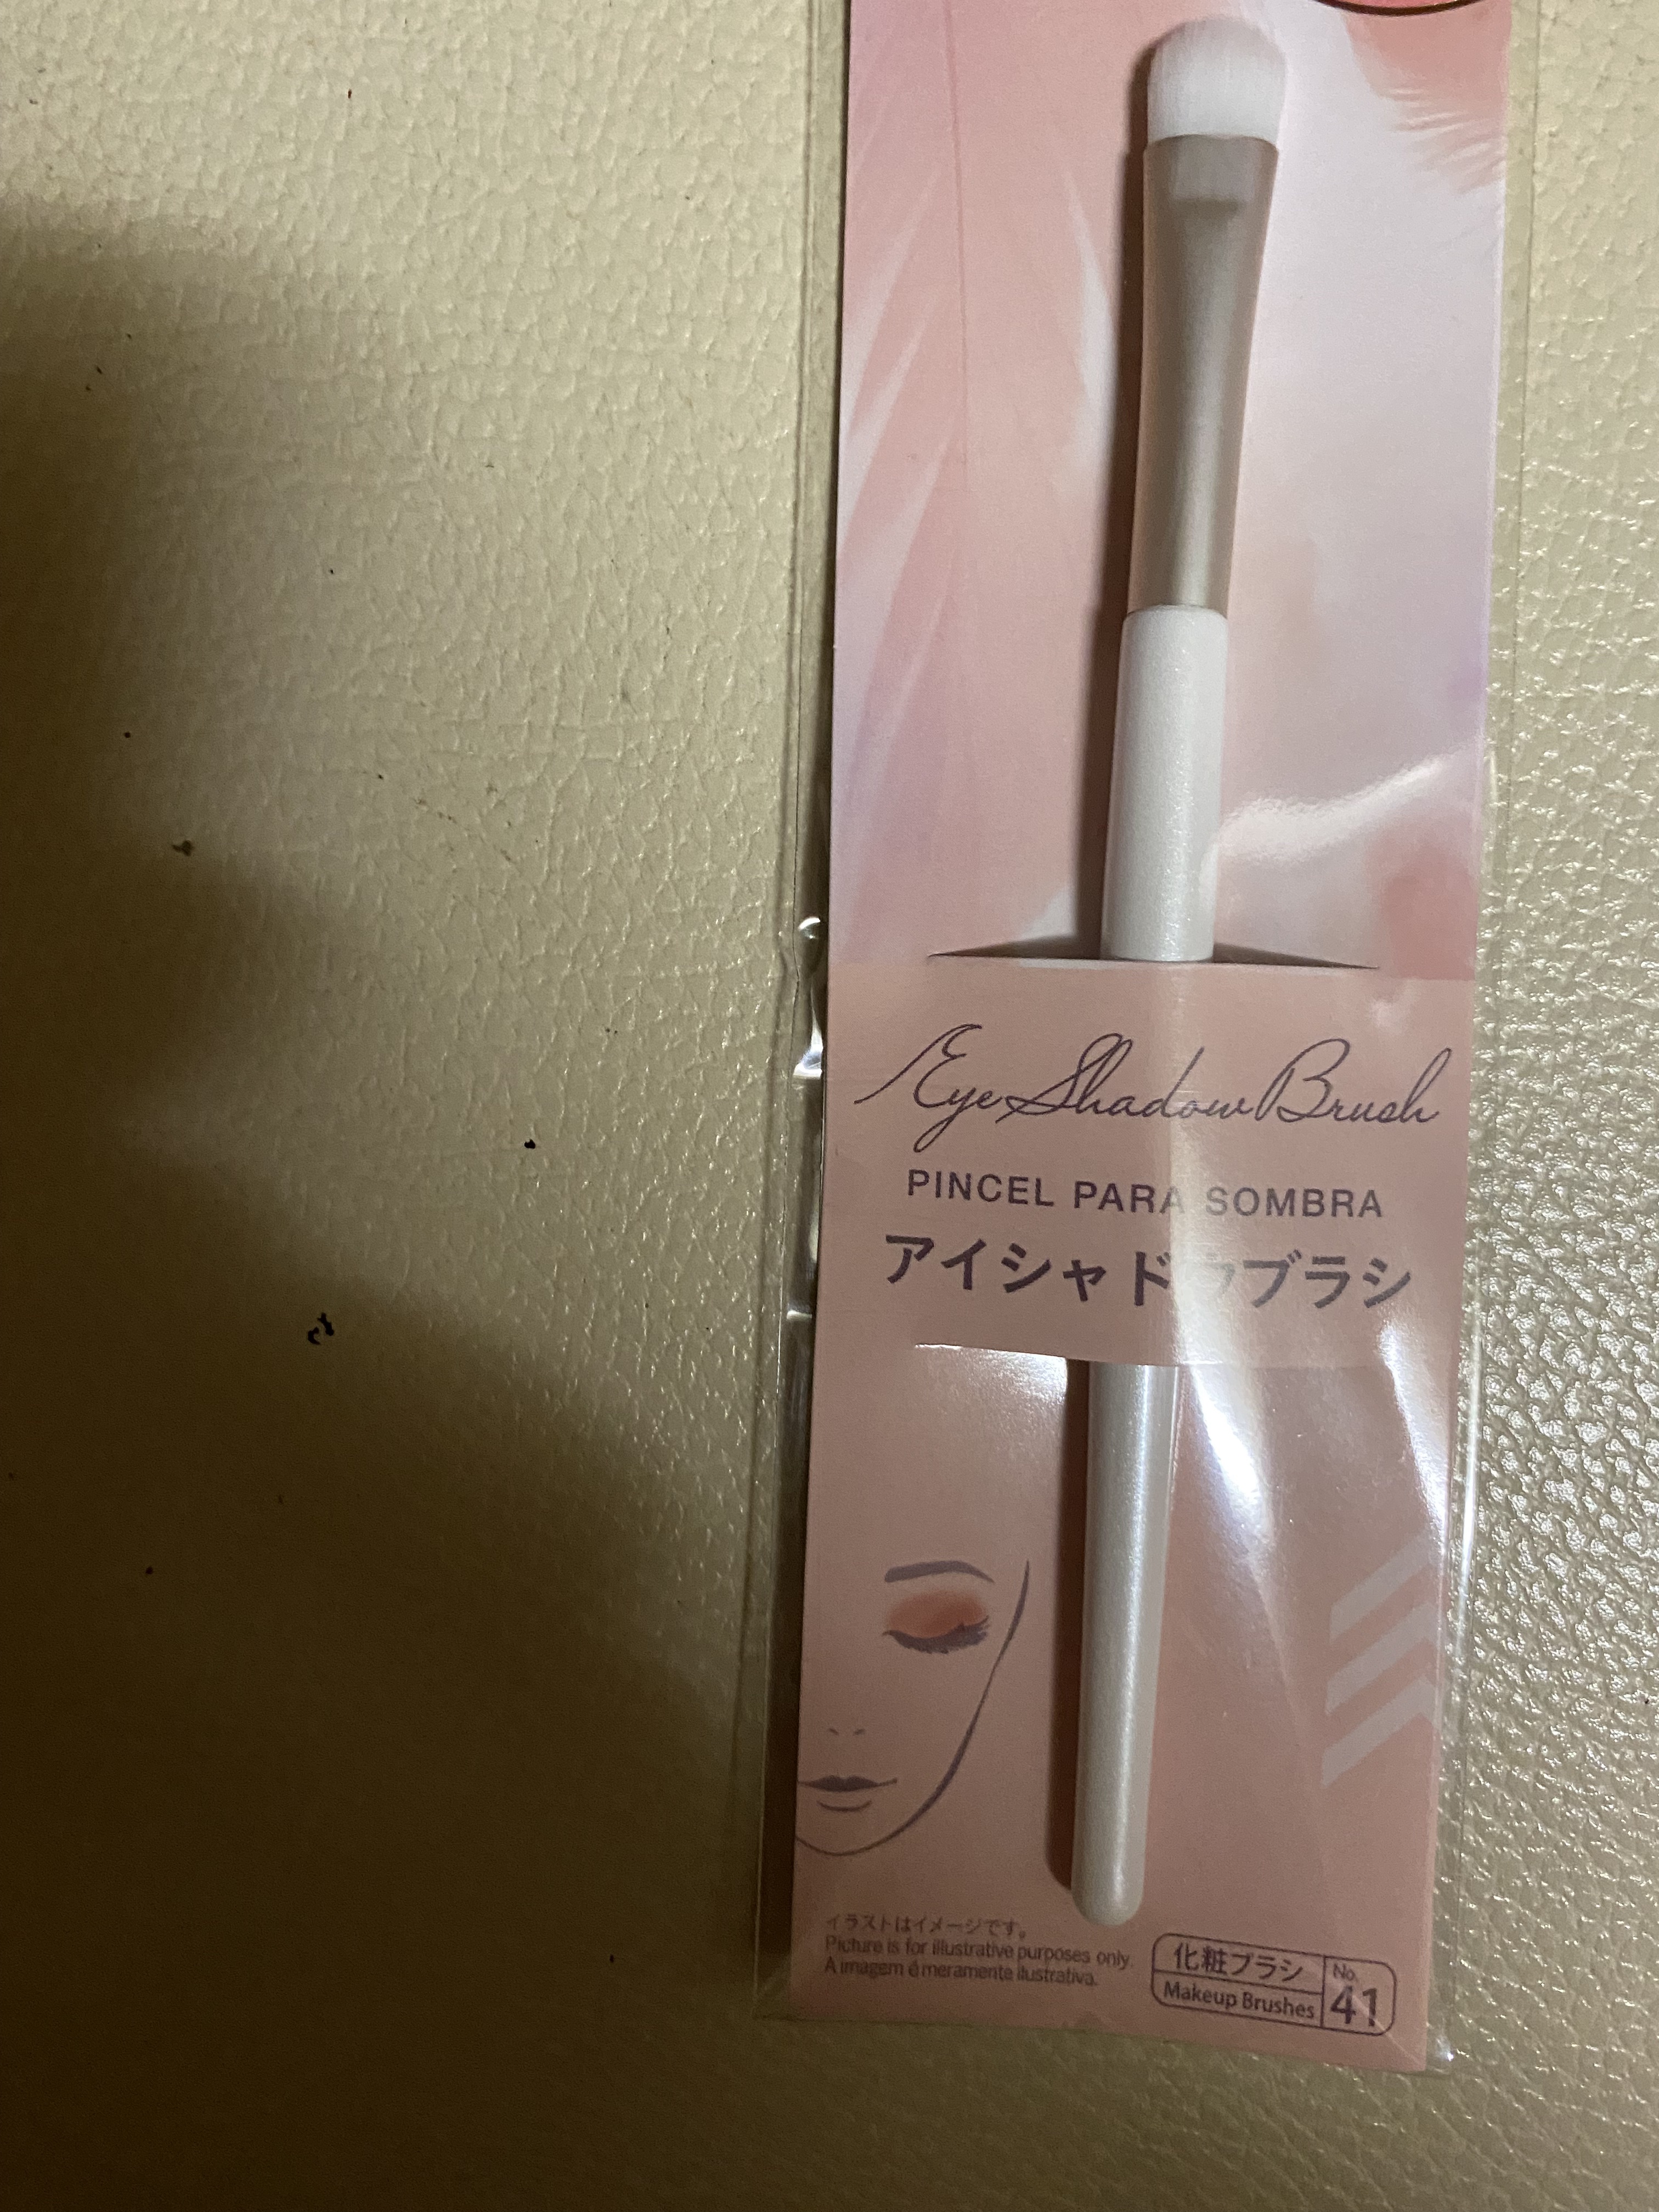 Eye Shadow Brush
PINCEL PARA SOMBRA
アイシャドウブラシ
イラストはイメージです。
Picture is for illustrative purposes only.
A imagem é meramente ilustrativa.
化粧ブラシ
Makeup Brushes
No.
41